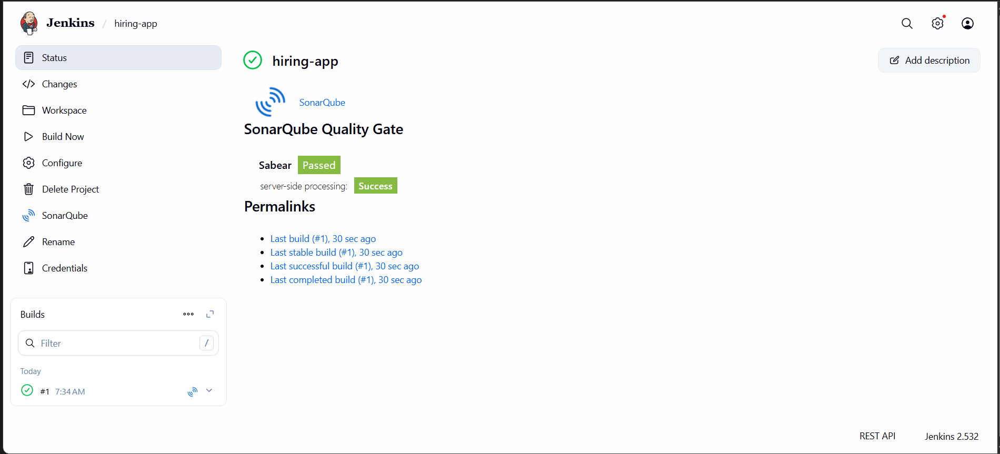 Jenkins / hiring-app
Status
Changes
Workspace
Build Now
Configure
Delete Project
SonarQube
Rename
Credentials
Builds
Filter /
Today
#1 7:34 AM
hiring-app
Add description
SonarQube
SonarQube Quality Gate
Sabear Passed
server-side processing: Success
Permalinks
Last build (#1), 30 sec ago
Last stable build (#1), 30 sec ago
Last successful build (#1), 30 sec ago
Last completed build (#1), 30 sec ago
REST API Jenkins 2.532